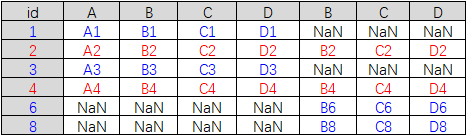 id A B C D B C D
1 A1 B1 C1 D1 NaN NaN NaN
2 A2 B2 C2 D2 B2 C2 D2
3 A3 B3 C3 D3 NaN NaN NaN
4 A4 B4 C4 D4 B4 C4 D4
6 NaN NaN NaN NaN B6 C6 D6
8 NaN NaN NaN NaN B8 C8 D8